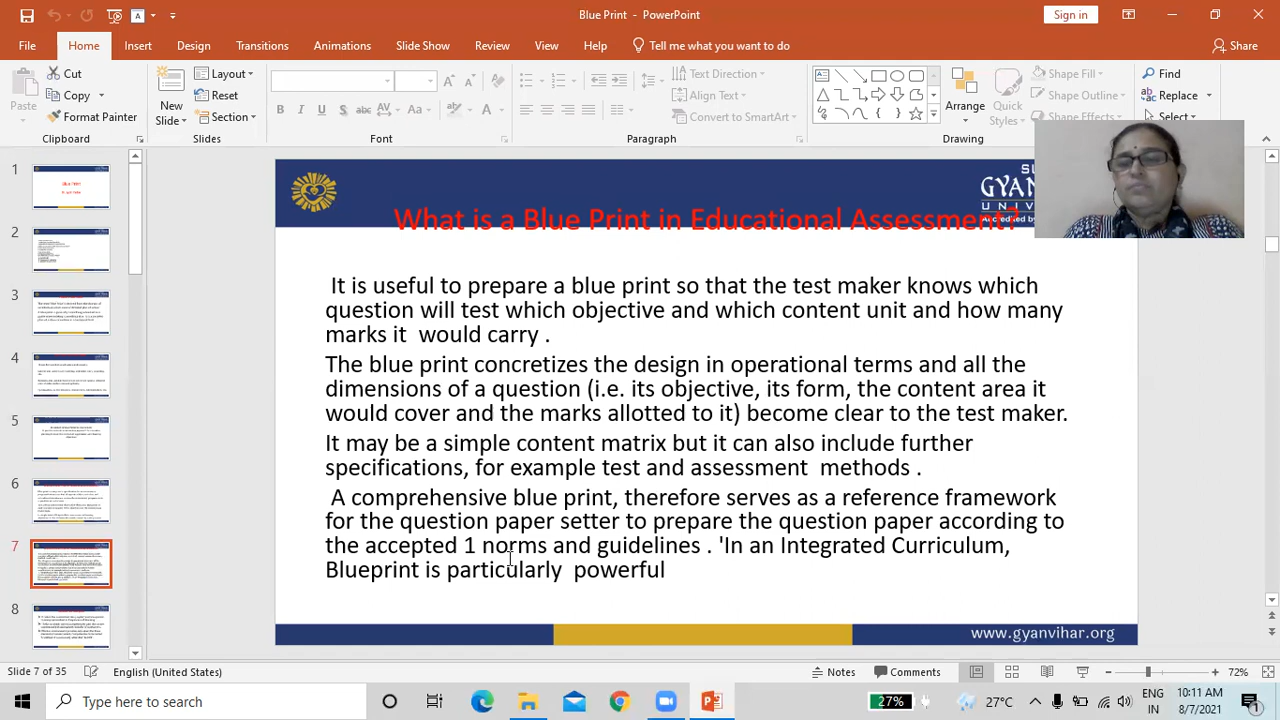 Blue Print - PowerPoint
Sign in
File Home Insert Design Transitions Animations Slide Show Review View Help Tell me what you want to do Share
Paste
Cut
Copy
Format Painter
Clipboard
New Slide
Layout
Reset
Section
Slides
B I U S abc AV Aa A
Font
Text Direction
Align Text
Convert to SmartArt
Paragraph
Arrange
Quick Styles
Shape Fill
Shape Outline
Shape Effects
Drawing
Find
Replace
Select
1
2
3
4
5
6
7
8
What is a Blue Print in Educational Assessment?
It is useful to prepare a blue print so that the test maker knows which
question will test which objective and which content unit and how many
marks it would carry .
The blue print concretizes the design in operational terms and all the
dimensions of a question (i.e. its objective, its form, the content area it
would cover and the marks allotted to it) become clear to the test maker.
It may be a simple content matrix but it can also include further
specifications, for example test and assessment methods .
A comprehensive blue print, therefore serves as a reference framework
for the question paper setter to prepare the question paper according to
the accepted norms and guidelines . 'In an Integrated Curriculum,
Blueprint is particularly powerful
www.gyanvihar.org
Slide 7 of 35
English (United States)
Notes
Comments
72%
Type here to search
27%
27°C
ENG
IN
10:11 AM
8/7/2021